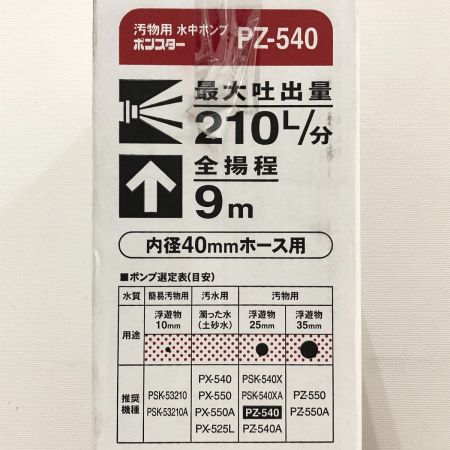 汚物用 水中ポンプ
ポンスター PZ-540
最大吐出量
210L/分
全揚程
9m
内径40mmホース用
■ポンプ選定表(目安)
水質 簡易汚物用 汚水用 汚物用
用途 浮遊物 10mm 濁った水 (土砂水) 浮遊物 25mm 浮遊物 35mm
推奨機種 PSK-53210 PSK-53210A PX-540 PX-550 PX-550A PX-525L PSK-540X PSK-540XA PZ-540 PZ-540A PZ-550 PZ-550A